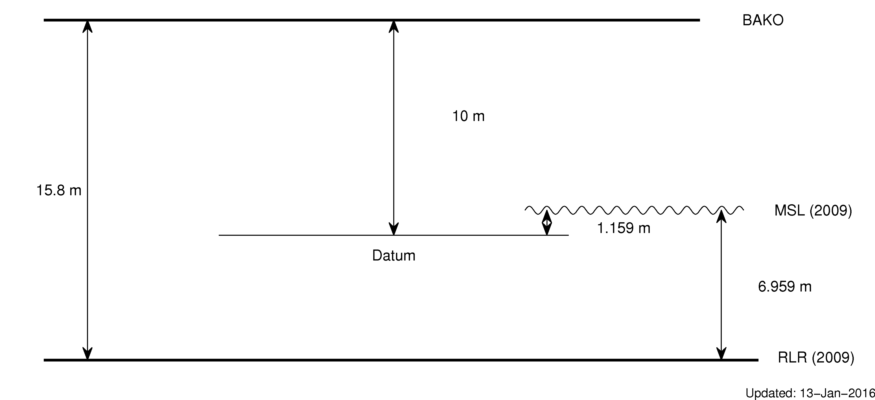 BAKO
10 m
15.8 m
MSL (2009)
1.159 m
Datum
6.959 m
RLR (2009)
Updated: 13−Jan−2016